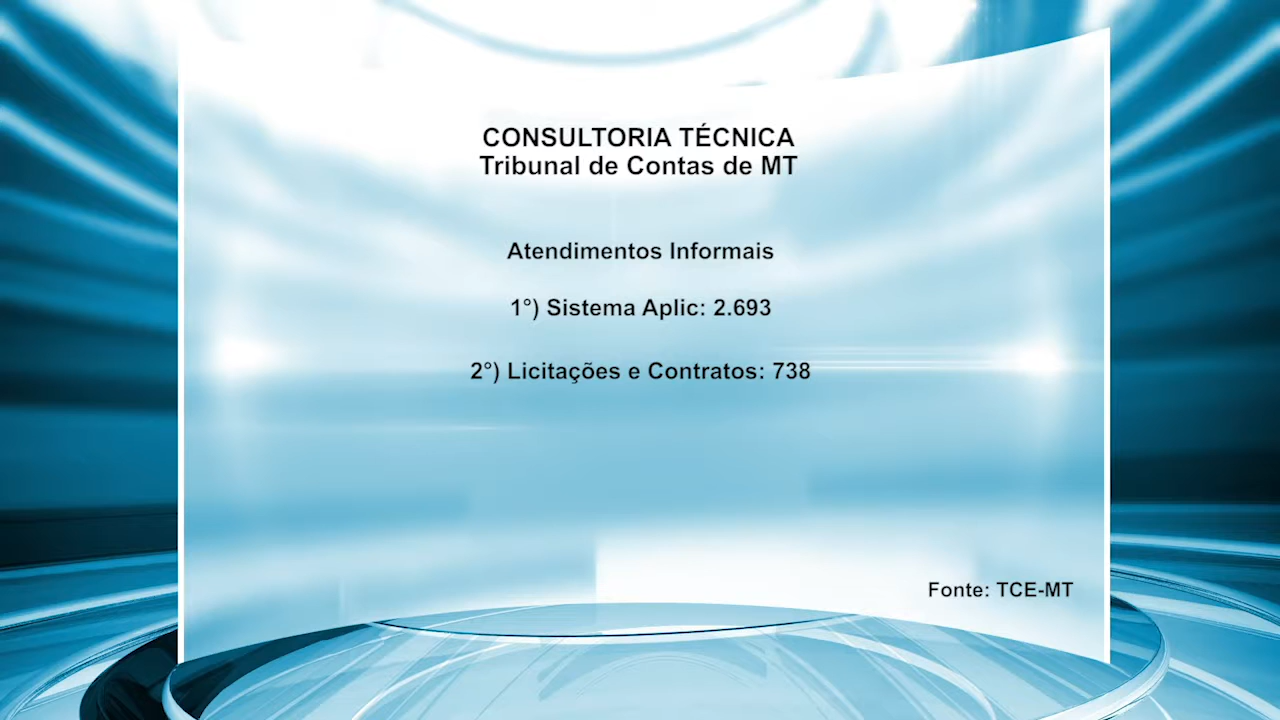 CONSULTORIA TÉCNICA
Tribunal de Contas de MT
Atendimentos Informais
1°) Sistema Aplic: 2.693
2°) Licitações e Contratos: 738
Fonte: TCE-MT